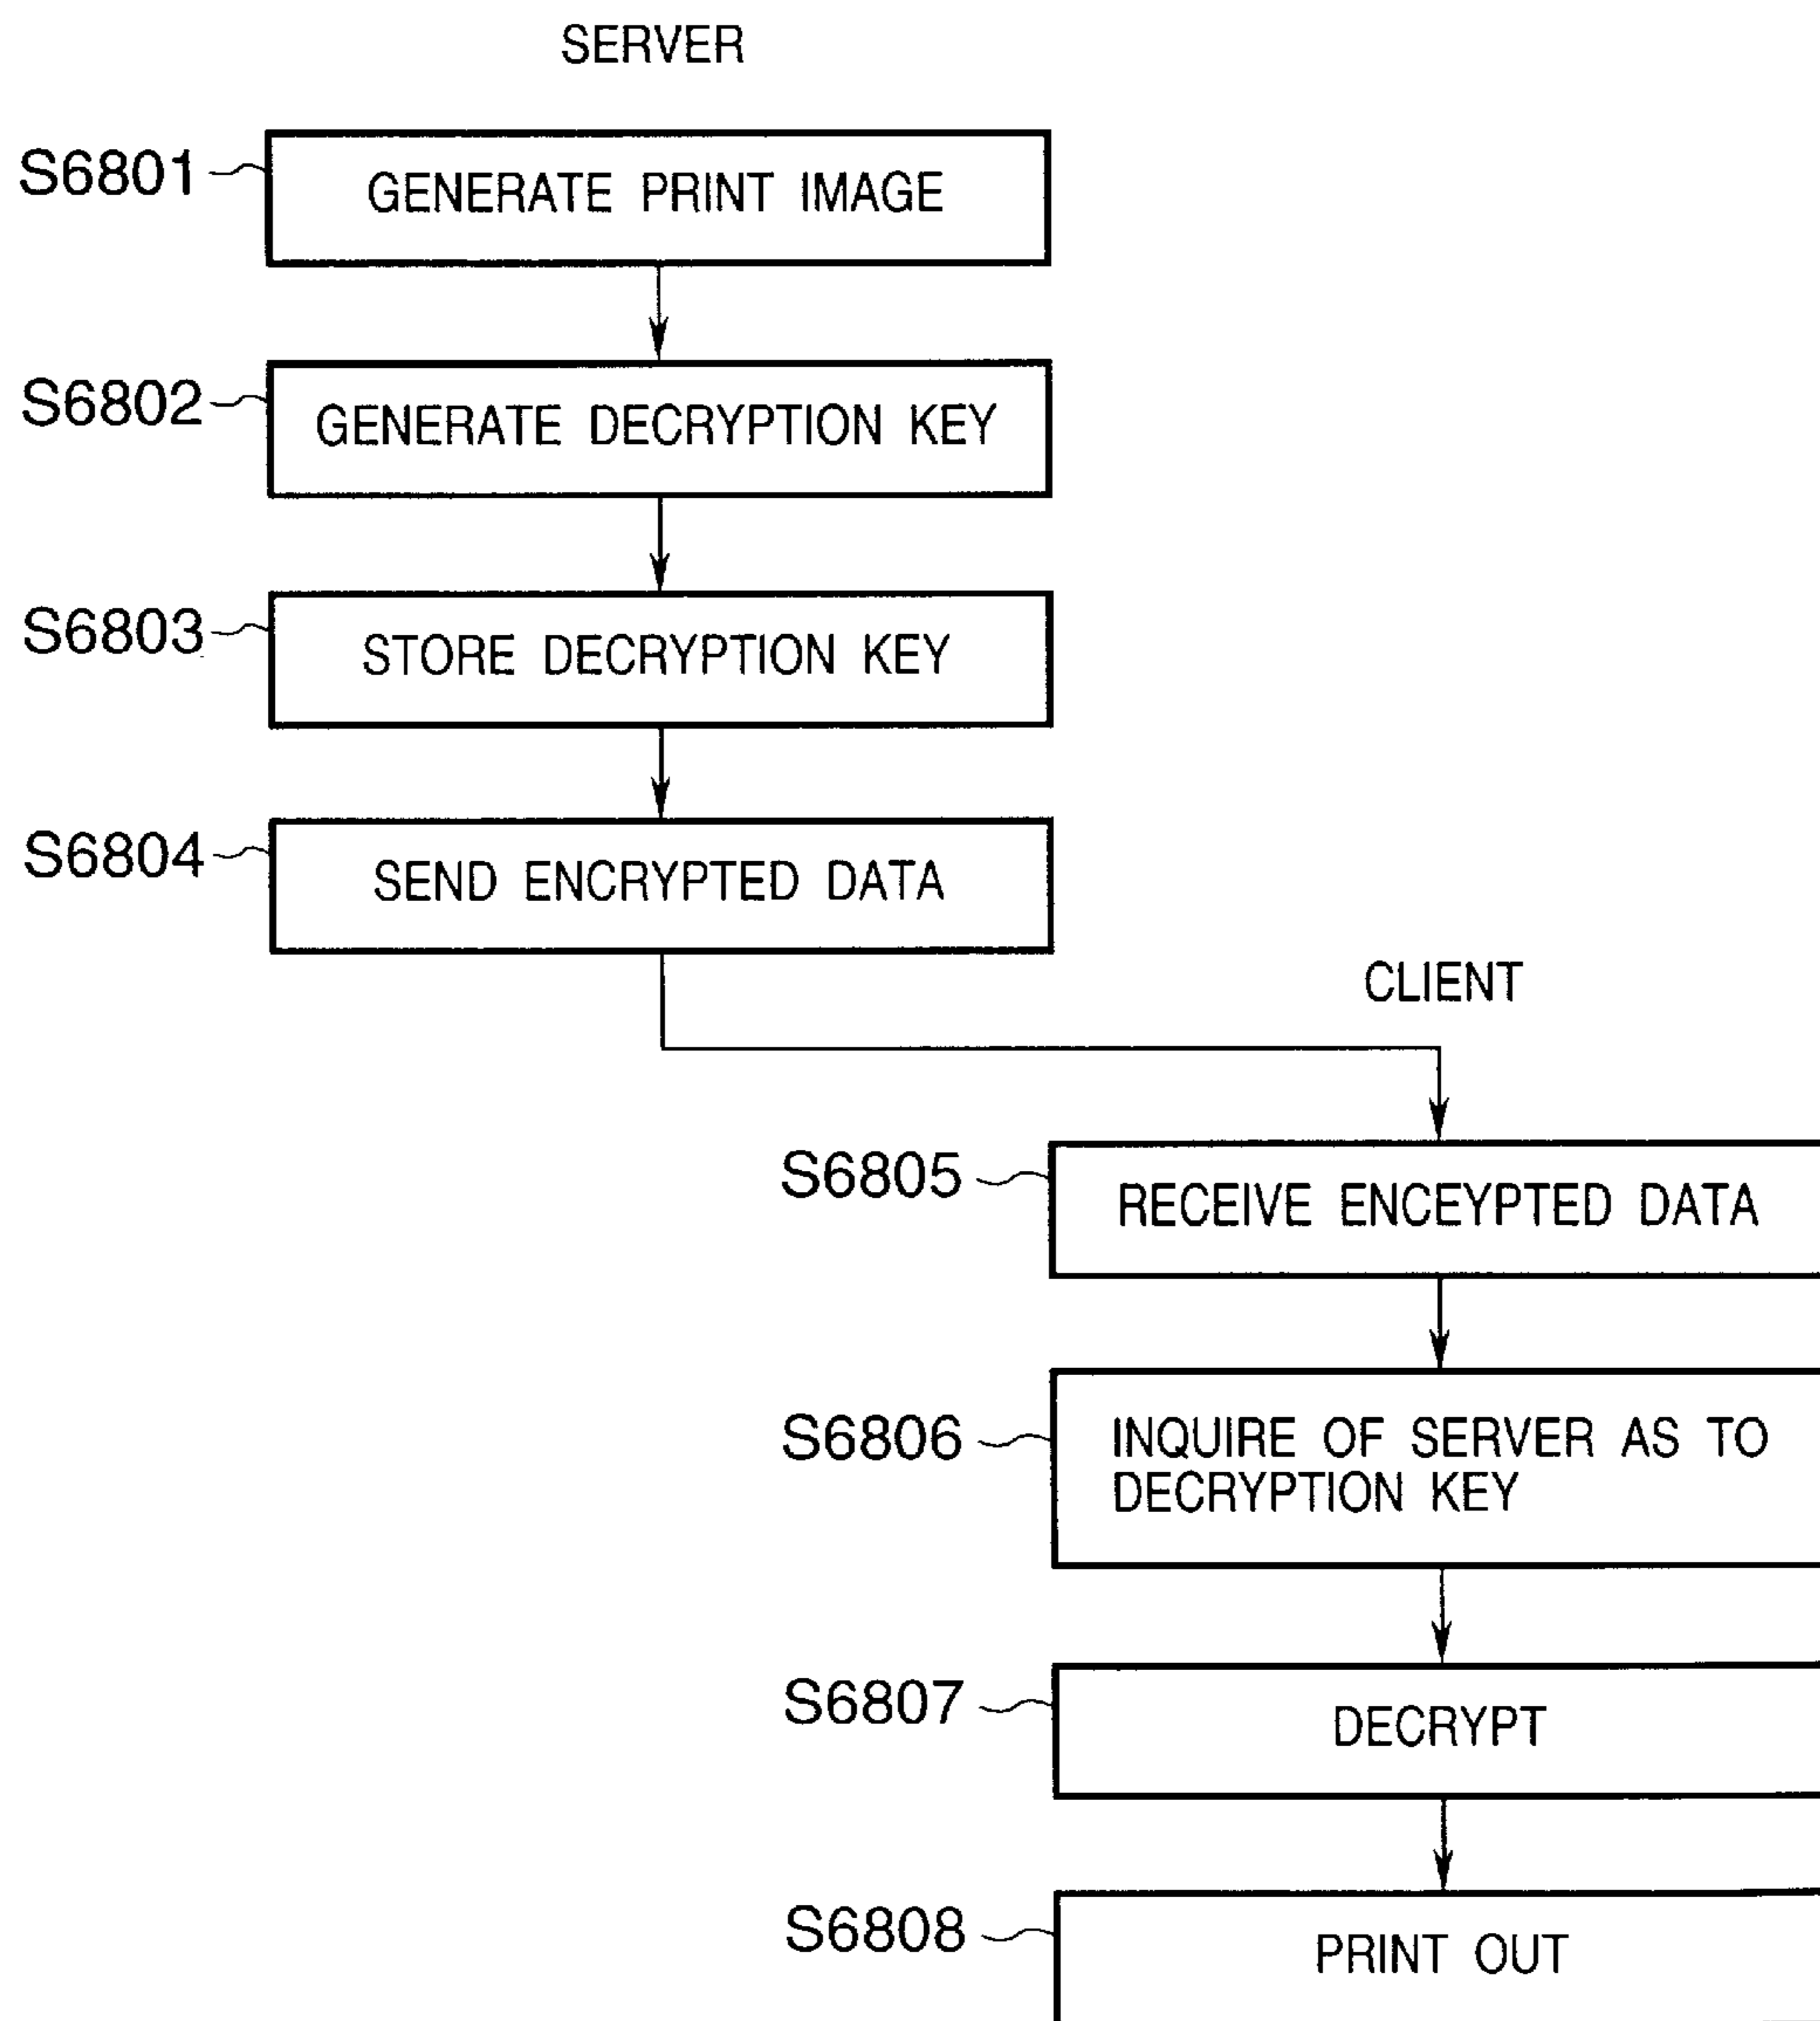 SERVER
S6801
GENERATE PRINT IMAGE
S6802
GENERATE DECRYPTION KEY
S6803
STORE DECRYPTION KEY
S6804
SEND ENCRYPTED DATA
CLIENT
S6805
RECEIVE ENCEYPTED DATA
S6806
INQUIRE OF SERVER AS TO
DECRYPTION KEY
S6807
DECRYPT
S6808
PRINT OUT